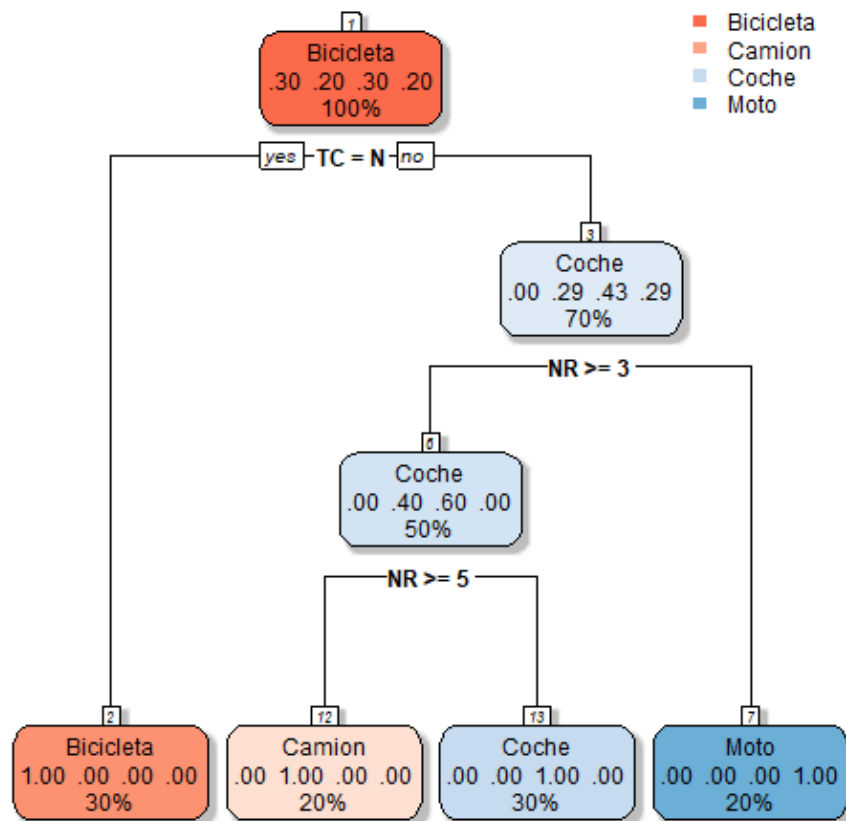 1
Bicicleta
.30 .20 .30 .20
100%
Bicicleta
Camion
Coche
Moto
yes TC = N no
3
Coche
.00 .29 .43 .29
70%
NR >= 3
6
Coche
.00 .40 .60 .00
50%
NR >= 5
2
Bicicleta
1.00 .00 .00 .00
30%
12
Camion
.00 1.00 .00 .00
20%
13
Coche
.00 .00 1.00 .00
30%
7
Moto
.00 .00 .00 1.00
20%